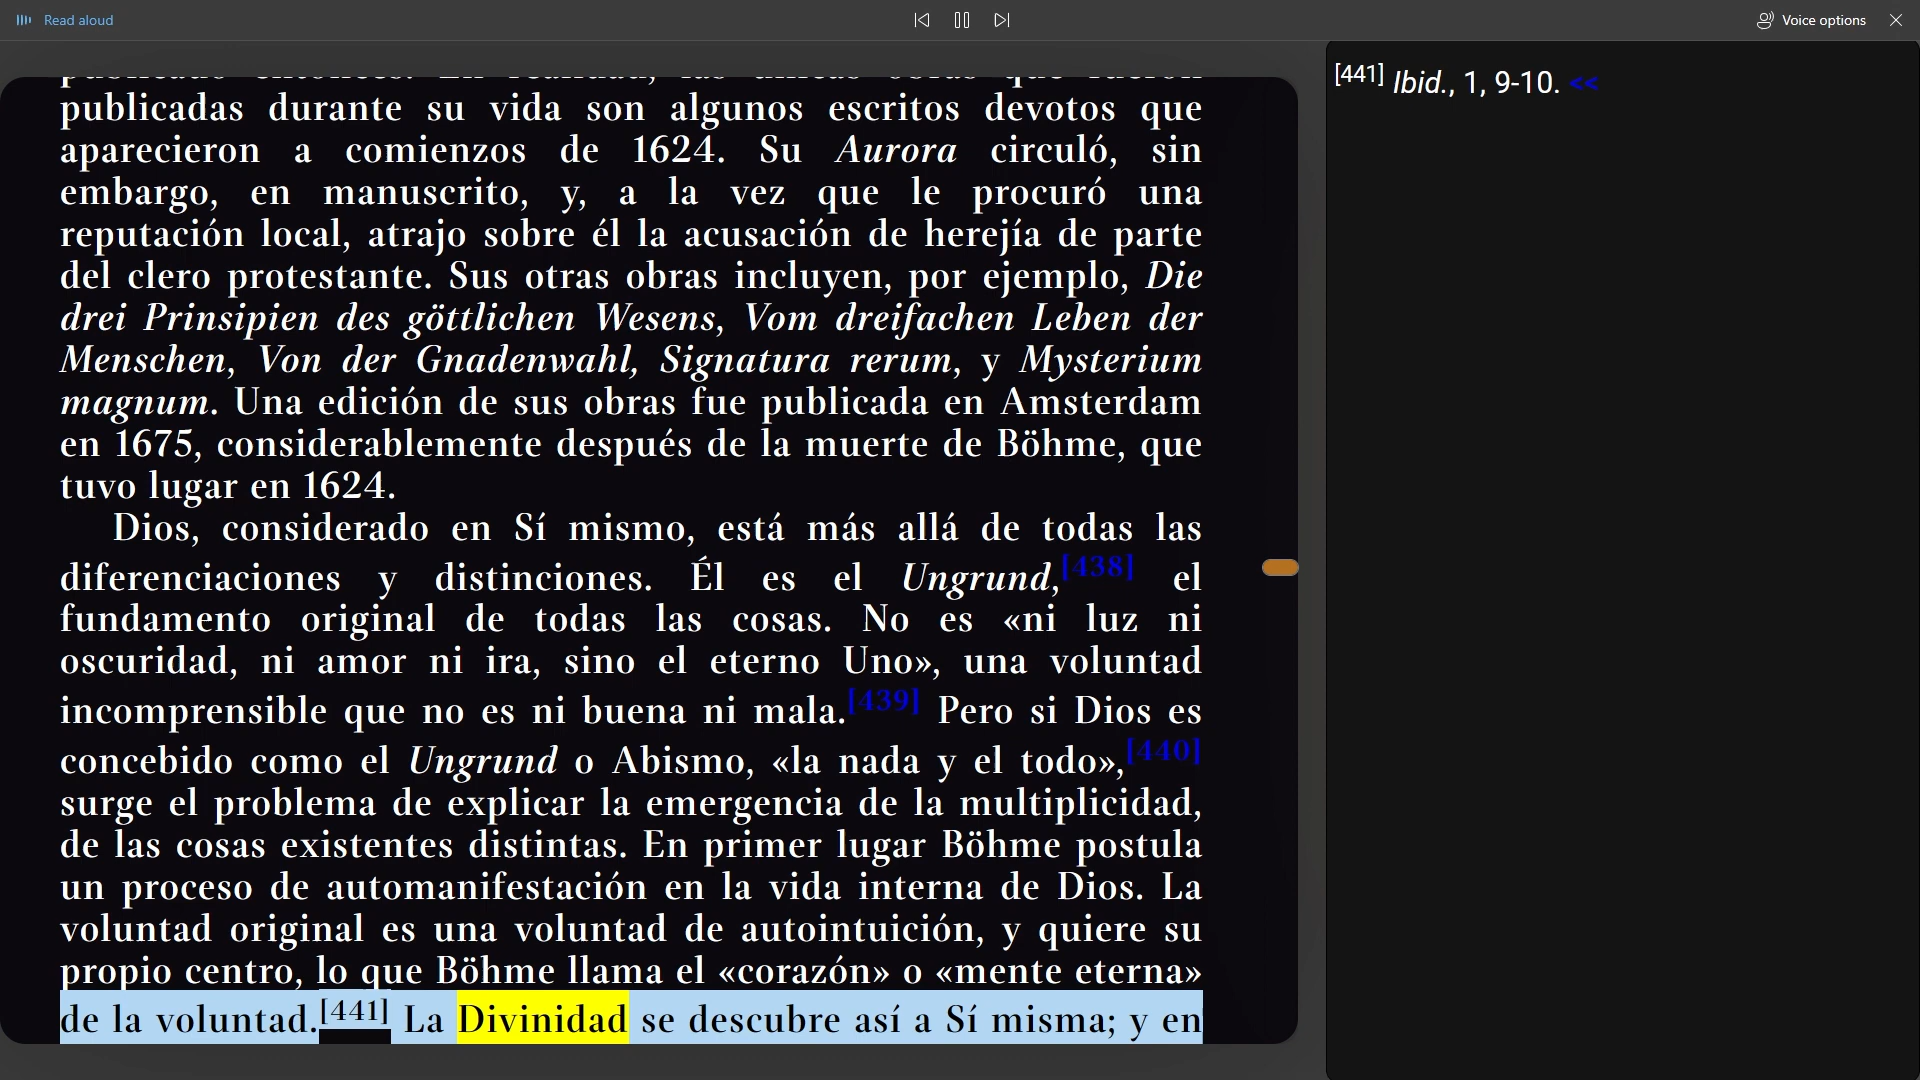 Read aloud
Voice options
publicado entonces. En realidad, las únicas obras que fueron
publicadas durante su vida son algunos escritos devotos que
aparecieron a comienzos de 1624. Su Aurora circuló, sin
embargo, en manuscrito, y, a la vez que le procuró una
reputación local, atrajo sobre él la acusación de herejía de parte
del clero protestante. Sus otras obras incluyen, por ejemplo, Die
drei Prinsipien des göttlichen Wesens, Vom dreifachen Leben der
Menschen, Von der Gnadenwahl, Signatura rerum, y Mysterium
magnum. Una edición de sus obras fue publicada en Amsterdam
en 1675, considerablemente después de la muerte de Böhme, que
tuvo lugar en 1624.
Dios, considerado en Sí mismo, está más allá de todas las
diferenciaciones y distinciones. Él es el Ungrund,[438] el
fundamento original de todas las cosas. No es «ni luz ni
oscuridad, ni amor ni ira, sino el eterno Uno», una voluntad
incomprensible que no es ni buena ni mala.[439] Pero si Dios es
concebido como el Ungrund o Abismo, «la nada y el todo»,[440]
surge el problema de explicar la emergencia de la multiplicidad,
de las cosas existentes distintas. En primer lugar Böhme postula
un proceso de automanifestación en la vida interna de Dios. La
voluntad original es una voluntad de autointuición, y quiere su
propio centro, lo que Böhme llama el «corazón» o «mente eterna»
de la voluntad.[441] La Divinidad se descubre así a Sí misma; y en
[441] Ibid., 1, 9-10. <<